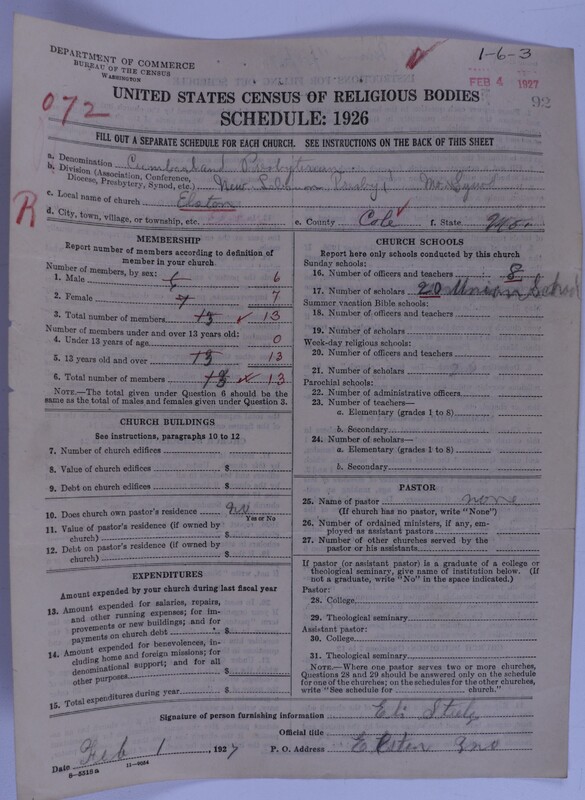 1-6-3
DEPARTMENT OF COMMERCE
BUREAU OF THE CENSUS
WASHINGTON
FEB 4 1927
92
072
UNITED STATES CENSUS OF RELIGIOUS BODIES
SCHEDULE: 1926
FILL OUT A SEPARATE SCHEDULE FOR EACH CHURCH. SEE INSTRUCTIONS ON THE BACK OF THIS SHEET
R
a. Denomination Cumberland Presbyterian
b. Division (Association, Conference, Diocese, Presbytery, Synod, etc.) New Lebanon Presby Mo. Synod
c. Local name of church Elston
d. City, town, village, or township, etc. e. County Cole f. State Mo.
MEMBERSHIP
Report number of members according to definition of
member in your church
Number of members, by sex:
1. Male 6 6
2. Female 7 7
3. Total number of members 13 13
Number of members under and over 13 years old:
4. Under 13 years of age 0
5. 13 years old and over 13 13
6. Total number of members 13 13
NOTE.—The total given under Question 6 should be the
same as the total of males and females given under Question 3.
CHURCH BUILDINGS
See instructions, paragraphs 10 to 12
7. Number of church edifices
8. Value of church edifices $
9. Debt on church edifices $
10. Does church own pastor's residence no
Yes or No
11. Value of pastor's residence (if owned by
church) $
12. Debt on pastor's residence (if owned by
church) $
EXPENDITURES
Amount expended by your church during last fiscal year
13. Amount expended for salaries, repairs,
and other running expenses; for im-
provements or new buildings; and for
payments on church debt $
14. Amount expended for benevolences, in-
cluding home and foreign missions; for
denominational support; and for all
other purposes $
15. Total expenditures during year $
CHURCH SCHOOLS
Report here only schools conducted by this church
Sunday schools:
16. Number of officers and teachers 8
17. Number of scholars 20 Union School
Summer vacation Bible schools:
18. Number of officers and teachers
19. Number of scholars
Week-day religious schools:
20. Number of officers and teachers
21. Number of scholars
Parochial schools:
22. Number of administrative officers
23. Number of teachers—
a. Elementary (grades 1 to 8)
b. Secondary
24. Number of scholars—
a. Elementary (grades 1 to 8)
b. Secondary
PASTOR
25. Name of pastor none
(If church has no pastor, write "None")
26. Number of ordained ministers, if any, em-
ployed as assistant pastors
27. Number of other churches served by the
pastor or his assistants
If pastor (or assistant pastor) is a graduate of a college or
theological seminary, give name of institution below. (If
not a graduate, write "No" in the space indicated.)
Pastor:
28. College
29. Theological seminary
Assistant pastor:
30. College
31. Theological seminary
NOTE.—Where one pastor serves two or more churches,
Questions 28 and 29 should be answered only on the schedule
for one of the churches; on the schedules for the other churches,
write "See schedule for church."
Signature of person furnishing information Eli Steele
Official title
Date Feb 1, 1927 P. O. Address Elston Mo
8-5518a 11-9084